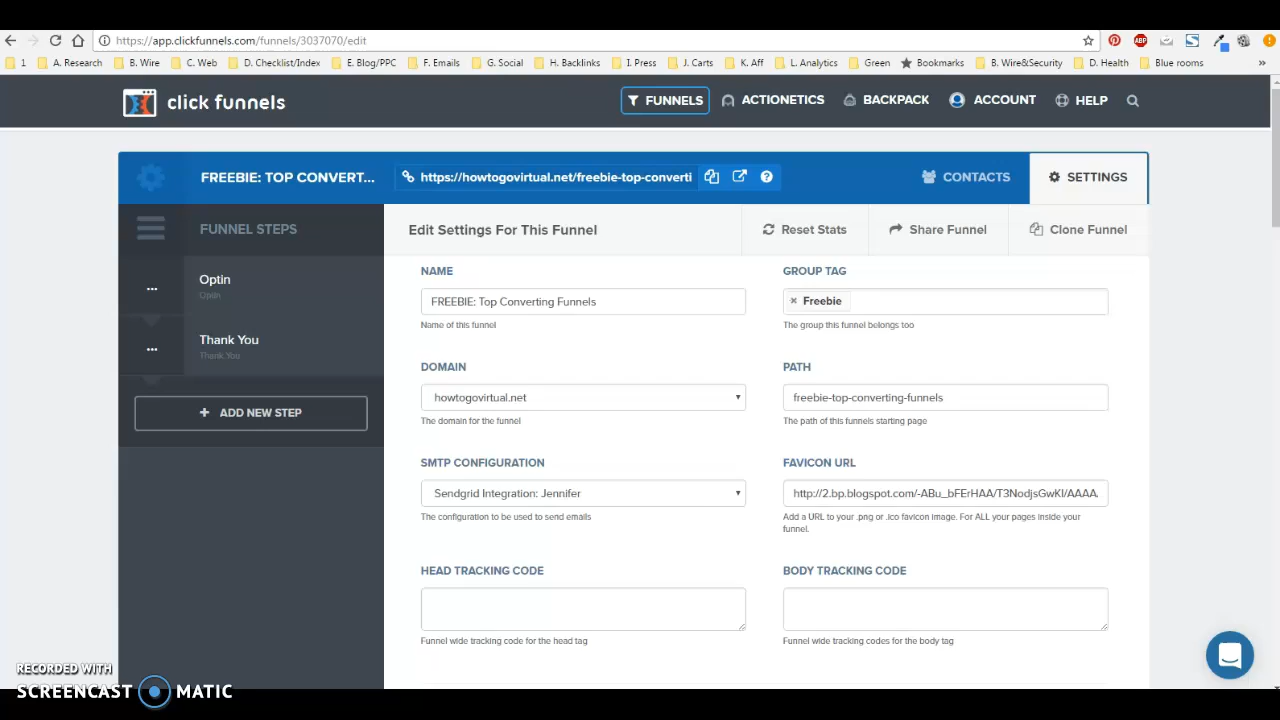 https://app.clickfunnels.com/funnels/3037070/edit
ABP
1 A. Research B. Wire C. Web D. Checklist/Index E. Blog/PPC F. Emails G. Social H. Backlinks I. Press J. Carts K. Aff L. Analytics Green Bookmarks B. Wire&Security D. Health Blue rooms »
click funnels FUNNELS ACTIONETICS BACKPACK ACCOUNT HELP
FREEBIE: TOP CONVERT... https://howtogovirtual.net/freebie-top-converti CONTACTS SETTINGS
FUNNEL STEPS Edit Settings For This Funnel Reset Stats Share Funnel Clone Funnel
Optin
Optin
Thank You
Thank You
+ ADD NEW STEP
NAME GROUP TAG
FREEBIE: Top Converting Funnels × Freebie
Name of this funnel The group this funnel belongs too
DOMAIN PATH
howtogovirtual.net freebie-top-converting-funnels
The domain for the funnel The path of this funnels starting page
SMTP CONFIGURATION FAVICON URL
Sendgrid Integration: Jennifer http://2.bp.blogspot.com/-ABu_bFErHAA/T3NodjsGwKI/AAAA
The configuration to be used to send emails Add a URL to your .png or .ico favicon image. For ALL your pages inside your
funnel.
HEAD TRACKING CODE BODY TRACKING CODE
Funnel wide tracking code for the head tag Funnel wide tracking codes for the body tag
RECORDED WITH
SCREENCAST MATIC